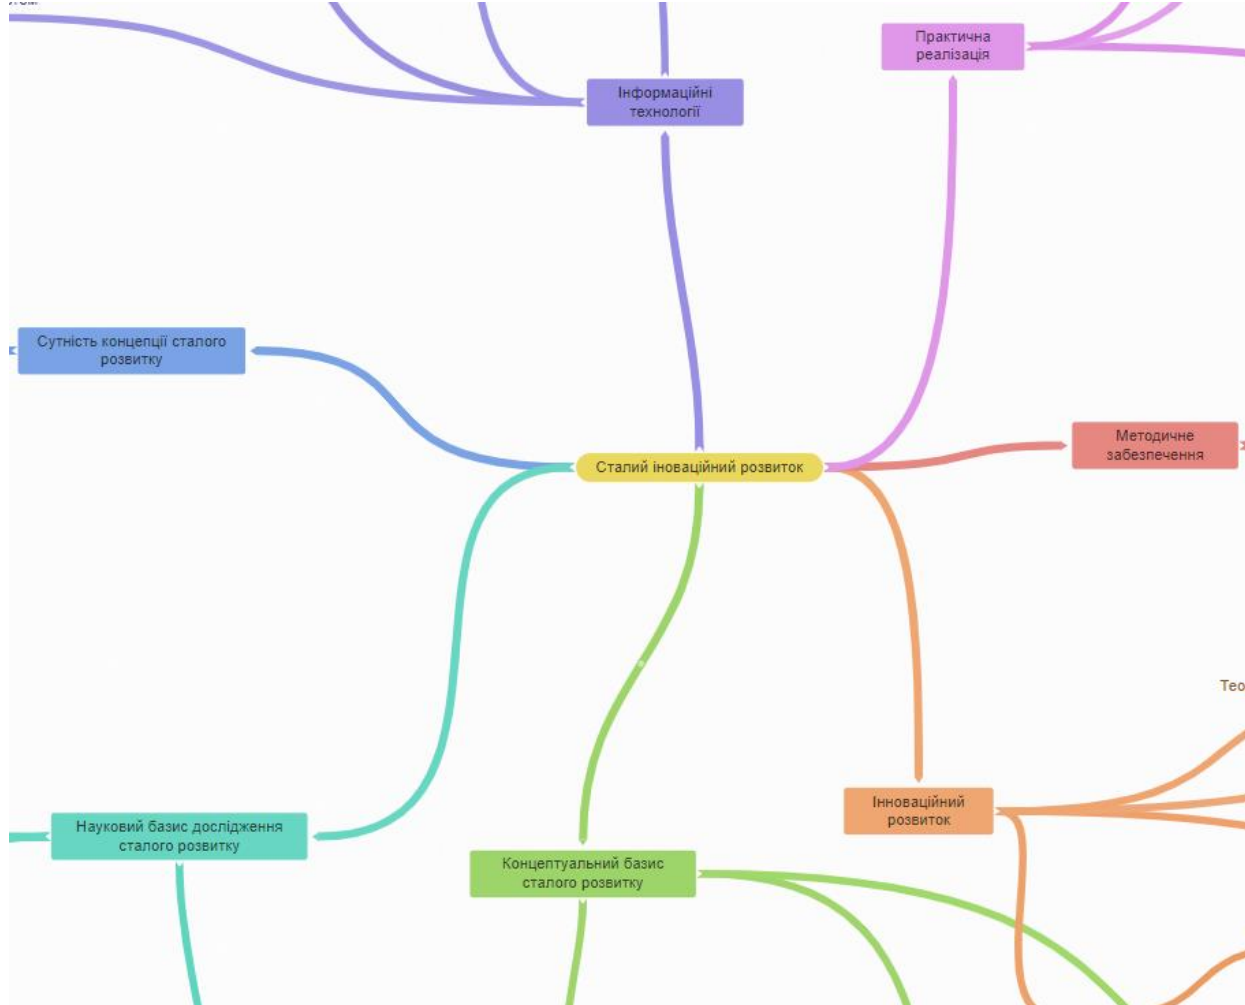 Практична
реалізація
Інформаційні
технології
Сутність концепції сталого
розвитку
Методичне
забезпечення
Сталий іноваційний розвиток
Тео
Інноваційний
розвиток
Науковий базис дослідження
сталого розвитку
Концептуальний базис
сталого розвитку